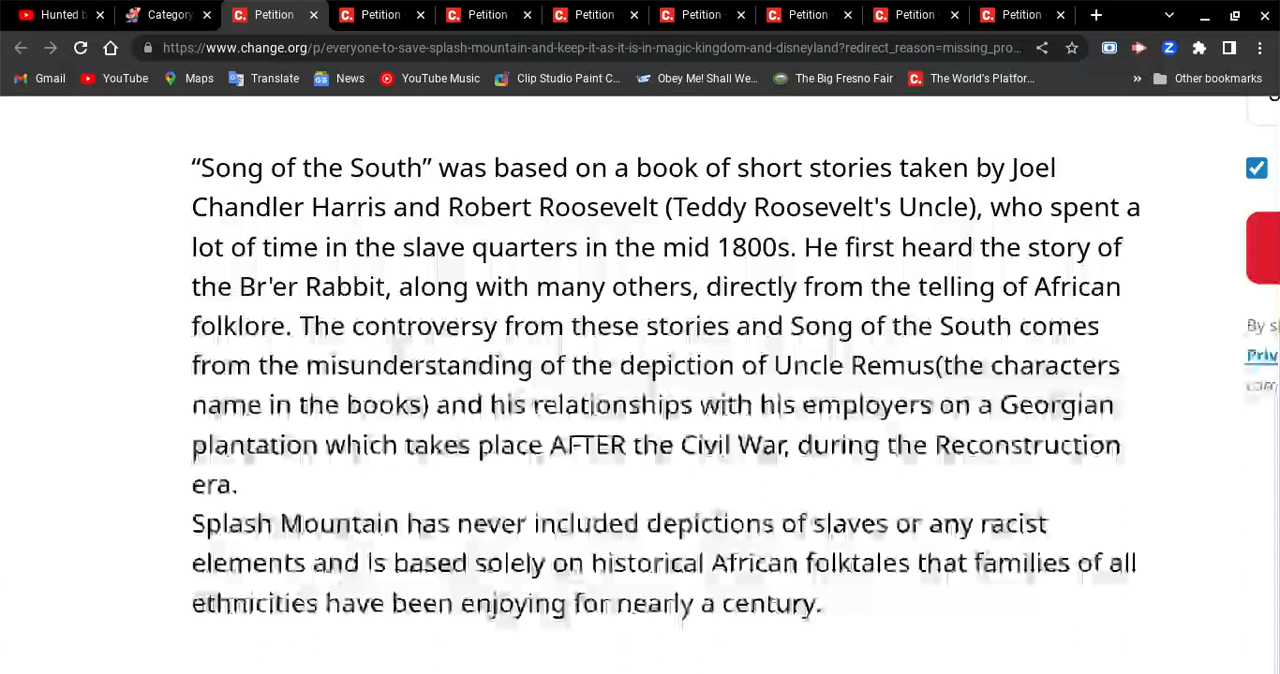 Hunted b
Category
Petition
Petition
Petition
Petition
Petition
Petition
Petition
Petition
https://www.change.org/p/everyone-to-save-splash-mountain-and-keep-it-as-it-is-in-magic-kingdom-and-disneyland?redirect_reason=missing_pro...
Gmail
YouTube
Maps
Translate
News
YouTube Music
Clip Studio Paint C...
Obey Me! Shall We...
The Big Fresno Fair
The World's Platfor...
»
Other bookmarks
“Song of the South” was based on a book of short stories taken by Joel
Chandler Harris and Robert Roosevelt (Teddy Roosevelt's Uncle), who spent a
lot of time in the slave quarters in the mid 1800s. He first heard the story of
the Br'er Rabbit, along with many others, directly from the telling of African
folklore. The controversy from these stories and Song of the South comes
from the misunderstanding of the depiction of Uncle Remus(the characters
name in the books) and his relationships with his employers on a Georgian
plantation which takes place AFTER the Civil War, during the Reconstruction
era.
Splash Mountain has never included depictions of slaves or any racist
elements and is based solely on historical African folktales that families of all
ethnicities have been enjoying for nearly a century.
By s
Priv
com